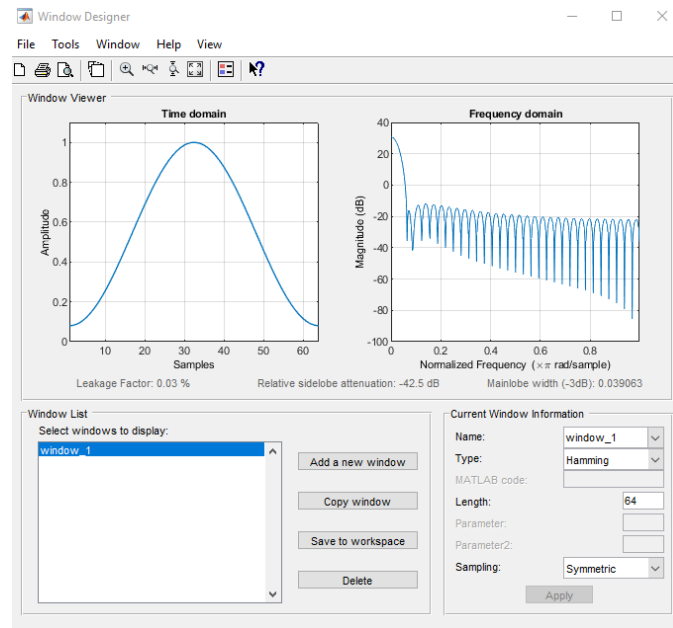 Window Designer
File Tools Window Help View
Window Viewer
Time domain
Amplitude
1
0.8
0.6
0.4
0.2
0
10 20 30 40 50 60
Samples
Frequency domain
Magnitude (dB)
40
20
0
-20
-40
-60
-80
-100
0 0.2 0.4 0.6 0.8
Normalized Frequency (×π rad/sample)
Leakage Factor: 0.03 % Relative sidelobe attenuation: -42.5 dB Mainlobe width (-3dB): 0.039063
Window List
Select windows to display:
window_1
Add a new window
Copy window
Save to workspace
Delete
Current Window Information
Name: window_1
Type: Hamming
MATLAB code:
Length: 64
Parameter:
Parameter2:
Sampling: Symmetric
Apply